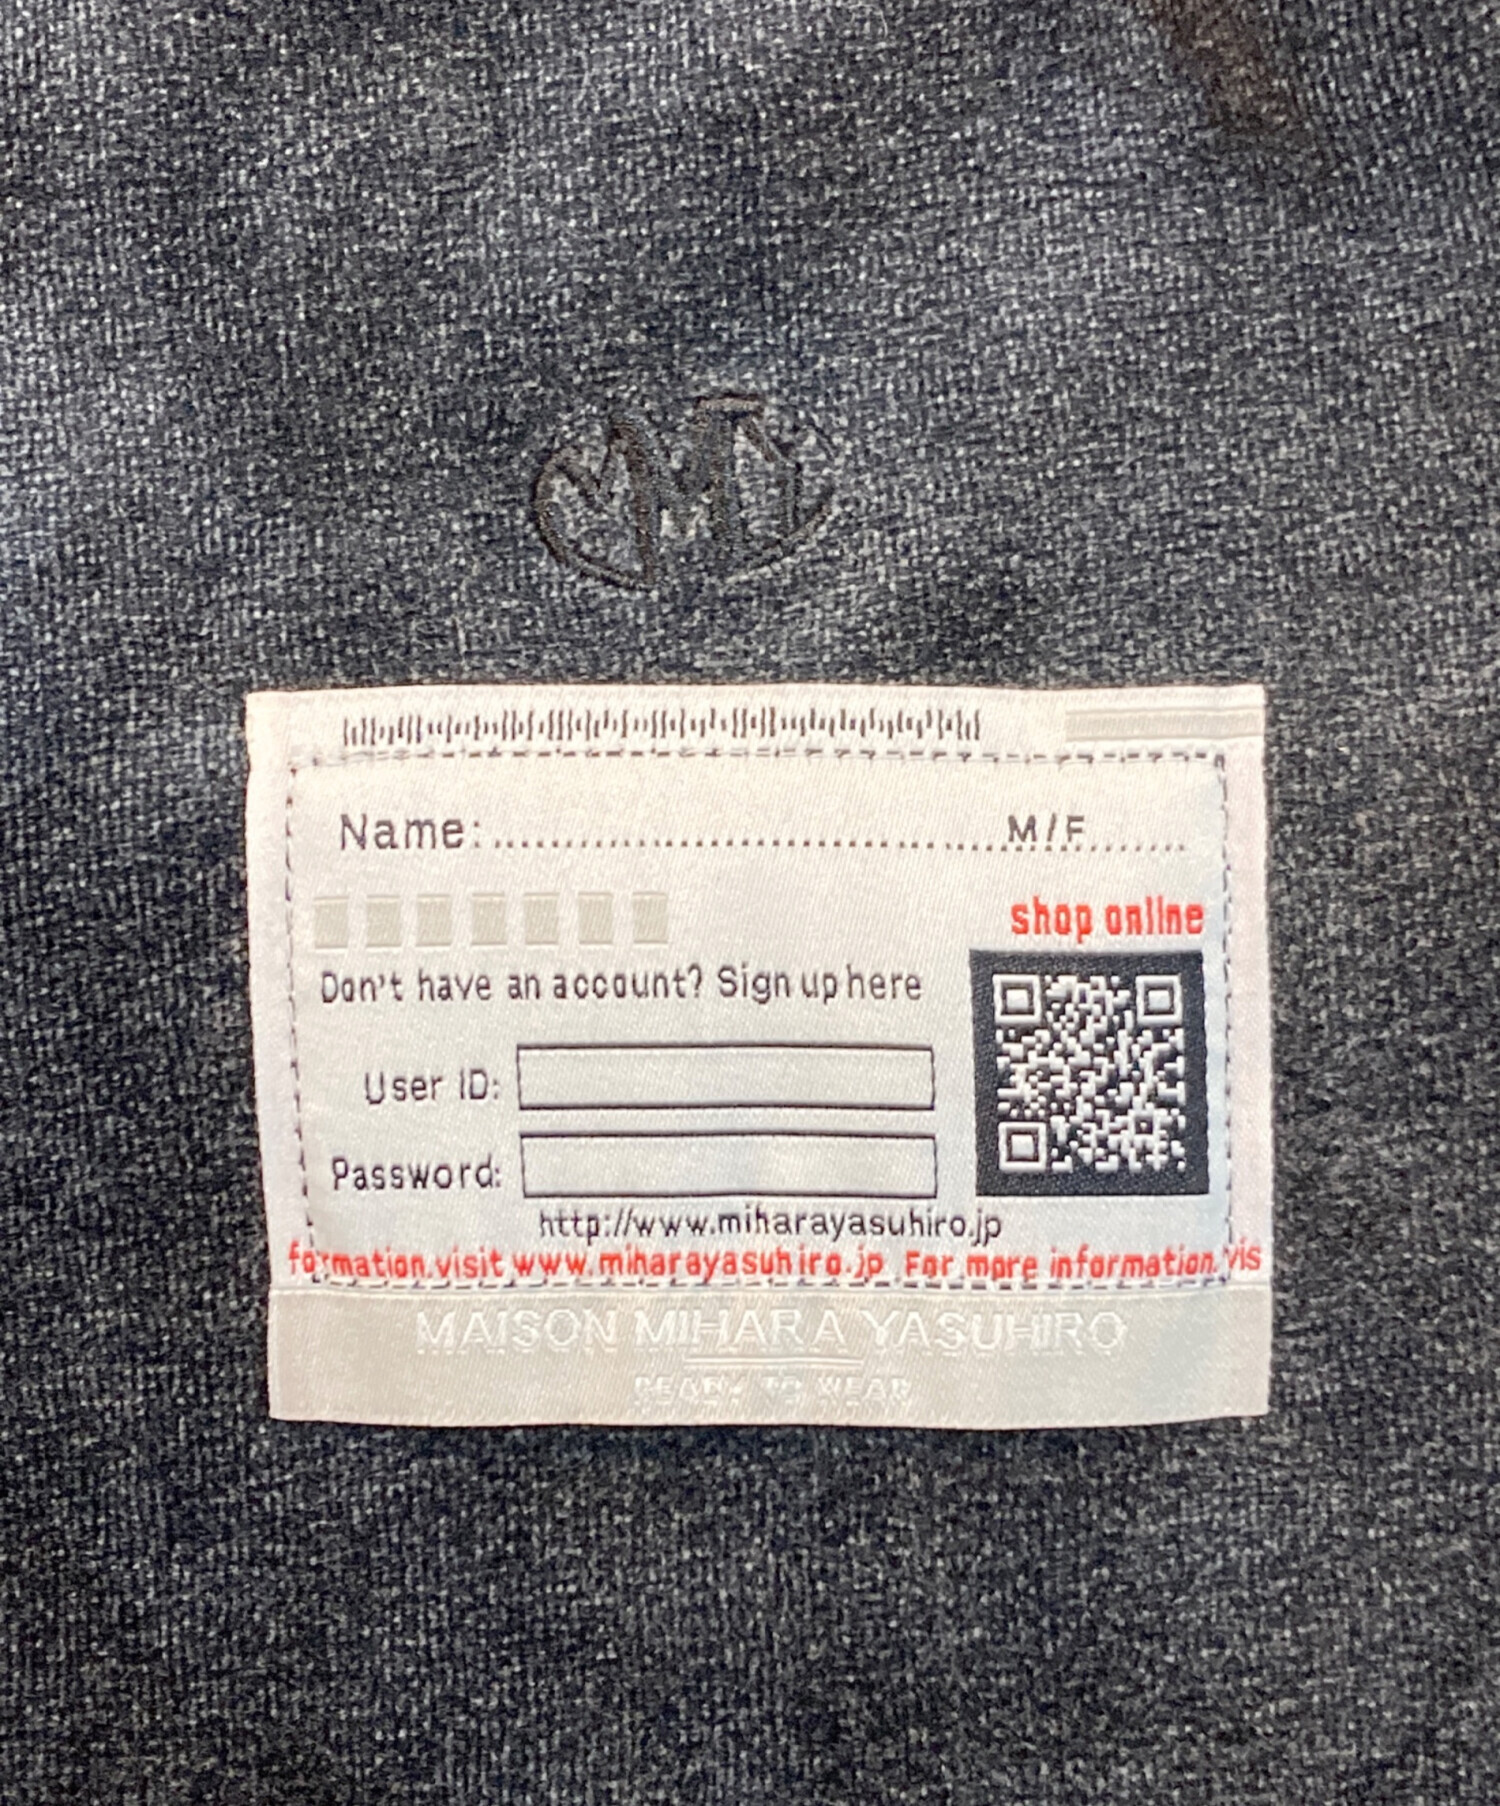 MMY
Name:.......................................M/F.......
shop online
Don't have an account? Sign up here
User ID:
Password:
http://www.miharayasuhiro.jp
formation.visit www.miharayasuhiro.jp For more information.vis
MAISON MIHARA YASUHIRO
READY TO WEAR